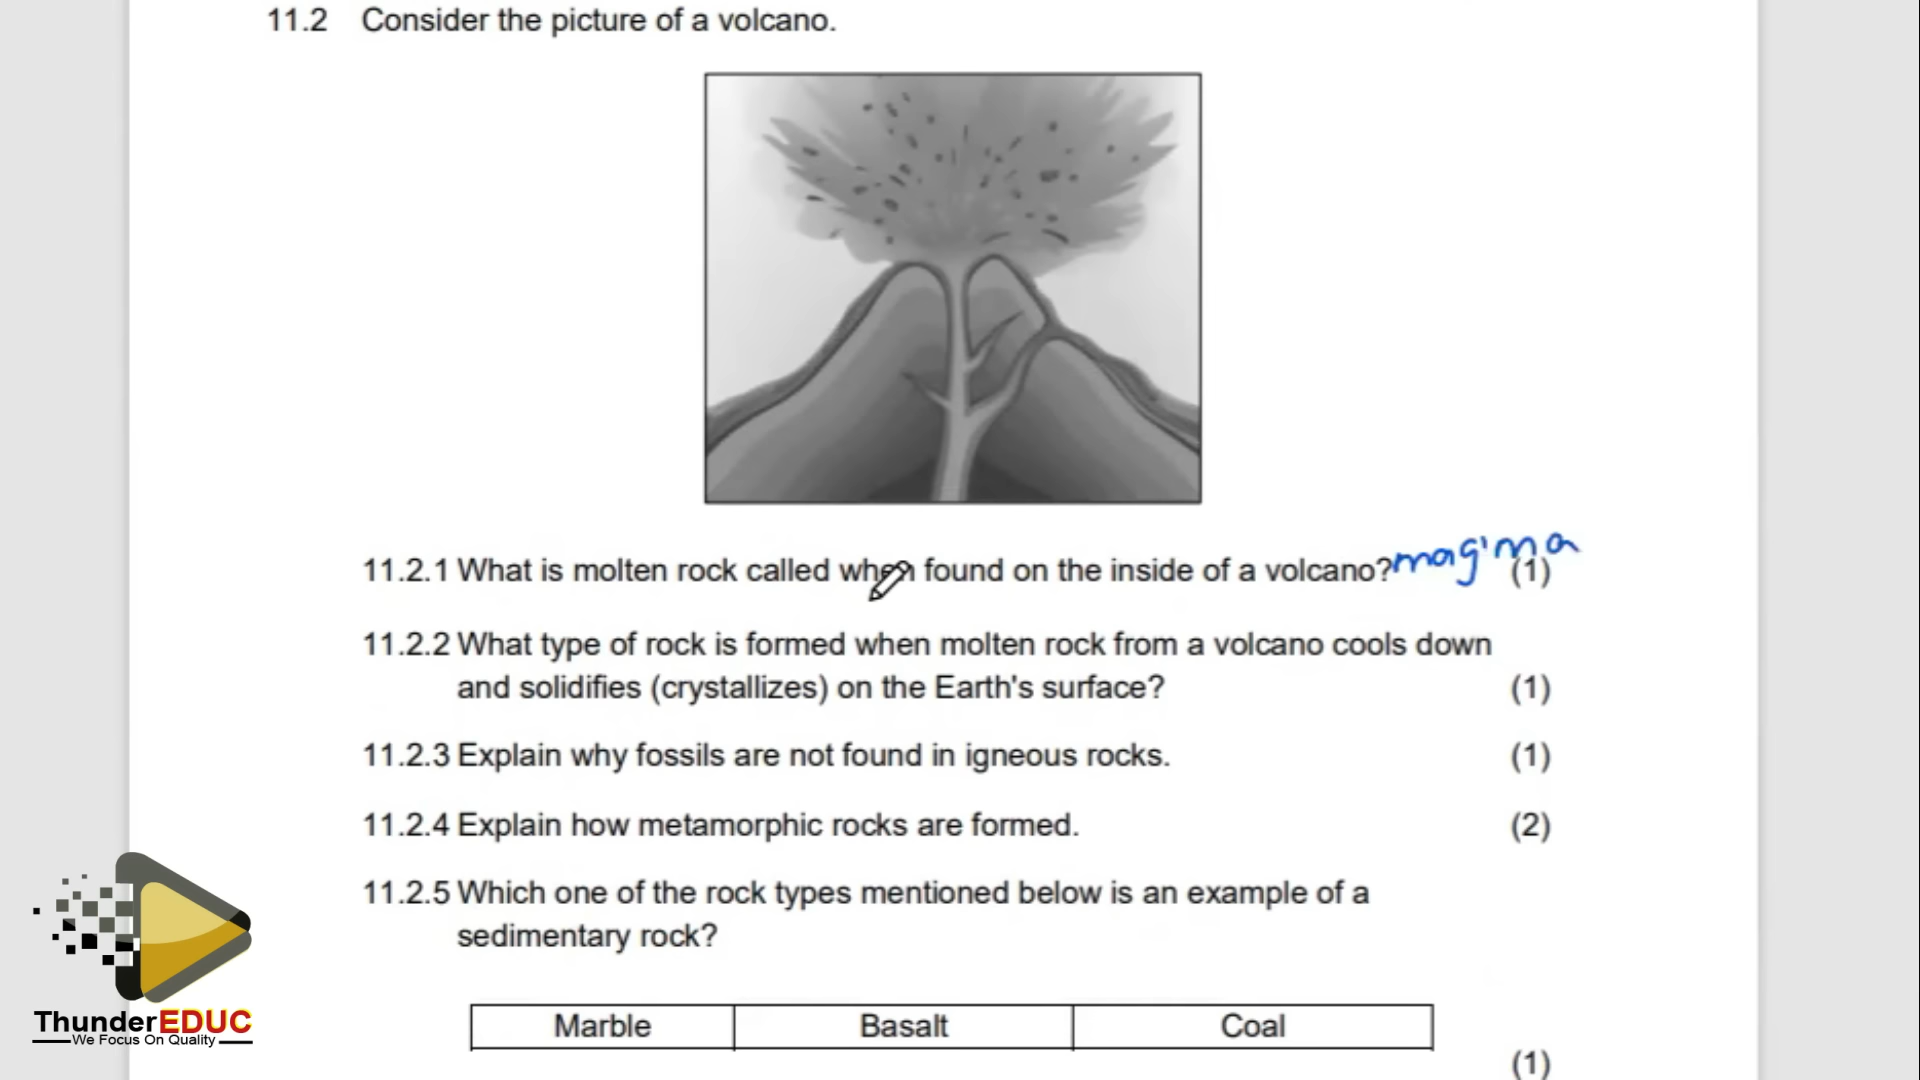 11.2 Consider the picture of a volcano.
11.2.1 What is molten rock called when found on the inside of a volcano? magma (1)
11.2.2 What type of rock is formed when molten rock from a volcano cools down
and solidifies (crystallizes) on the Earth's surface? (1)
11.2.3 Explain why fossils are not found in igneous rocks. (1)
11.2.4 Explain how metamorphic rocks are formed. (2)
11.2.5 Which one of the rock types mentioned below is an example of a
sedimentary rock?
Marble Basalt Coal
(1)
ThunderEDUC
We Focus On Quality